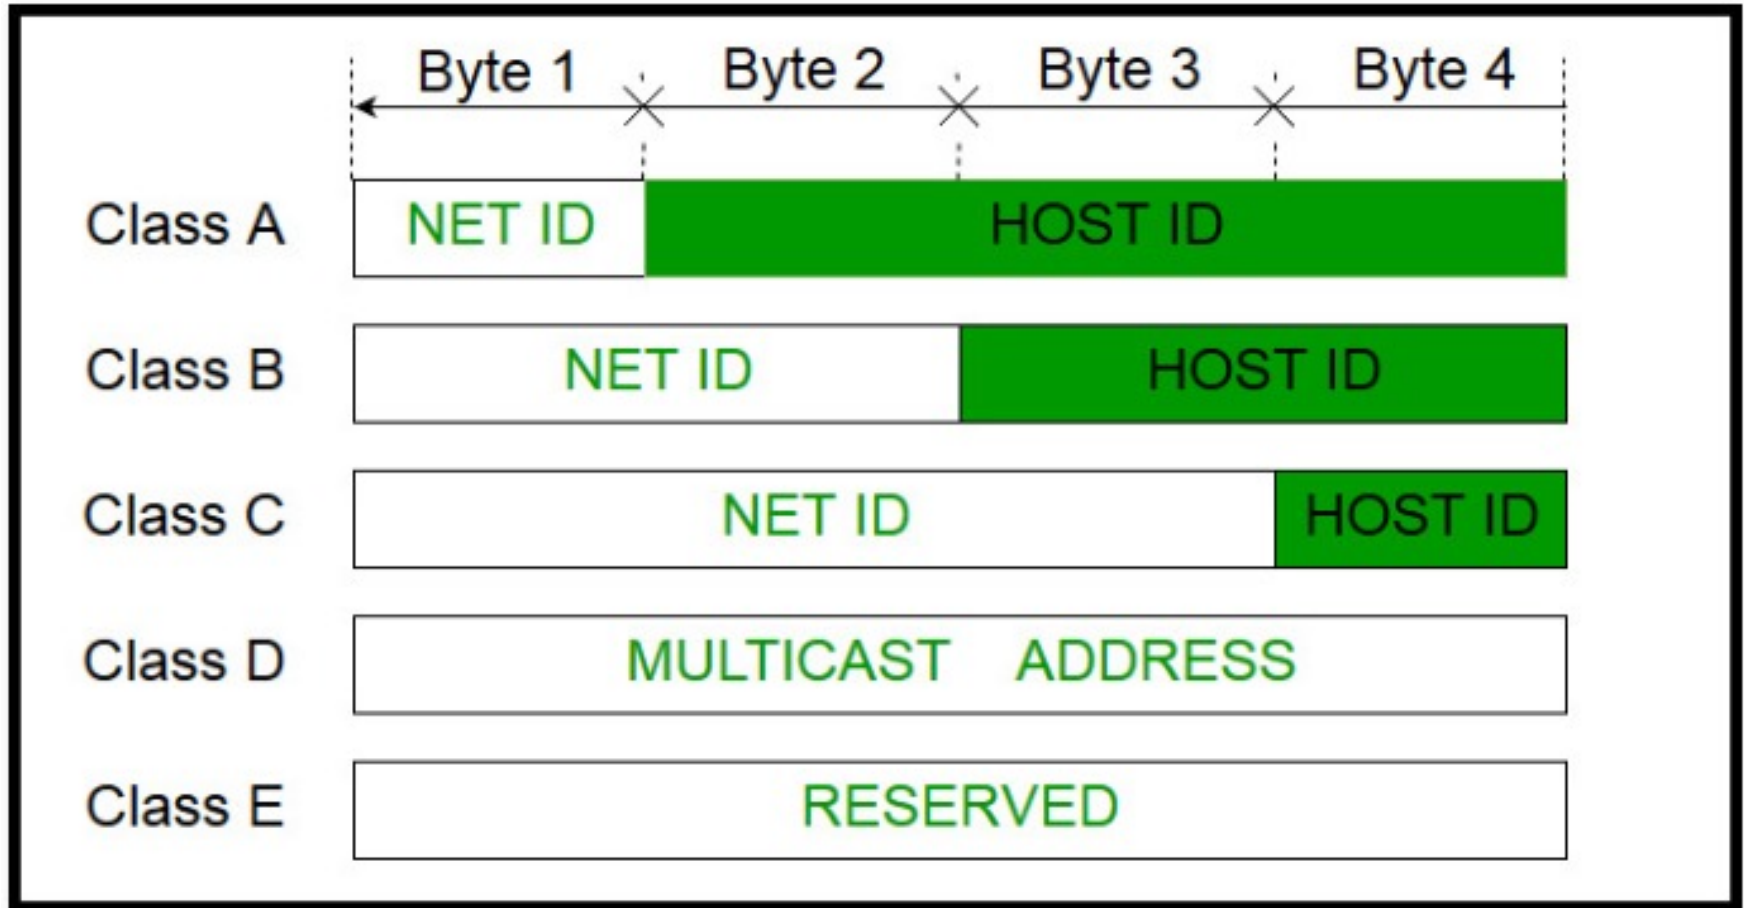 Byte 1 Byte 2 Byte 3 Byte 4
Class A NET ID HOST ID
Class B NET ID HOST ID
Class C NET ID HOST ID
Class D MULTICAST ADDRESS
Class E RESERVED